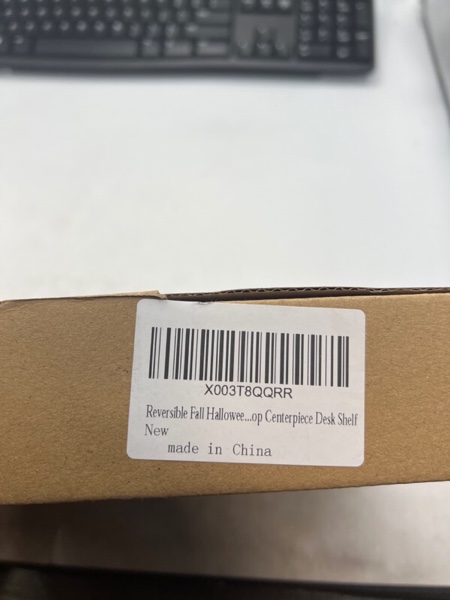 X003T8QQRR
Reversible Fall Hallowee...op Centerpiece Desk Shelf
New
made in China